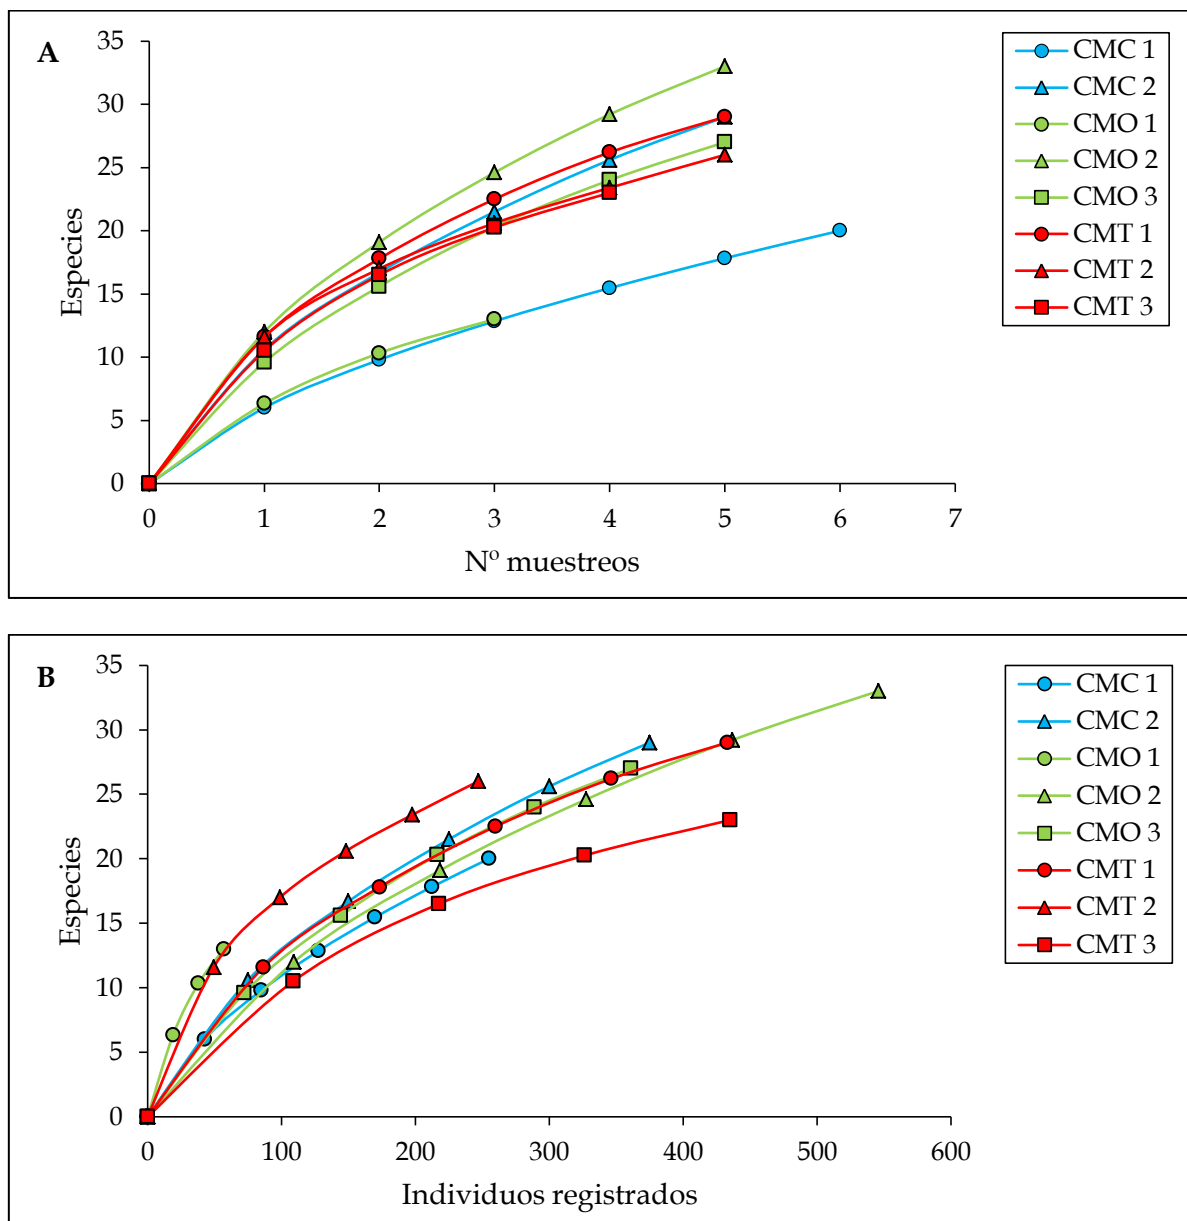 A
35
30
25
20
15
10
5
0
Especies
0 1 2 3 4 5 6 7
Nº muestreos
CMC 1
CMC 2
CMO 1
CMO 2
CMO 3
CMT 1
CMT 2
CMT 3
B
35
30
25
20
15
10
5
0
Especies
0 100 200 300 400 500 600
Individuos registrados
CMC 1
CMC 2
CMO 1
CMO 2
CMO 3
CMT 1
CMT 2
CMT 3